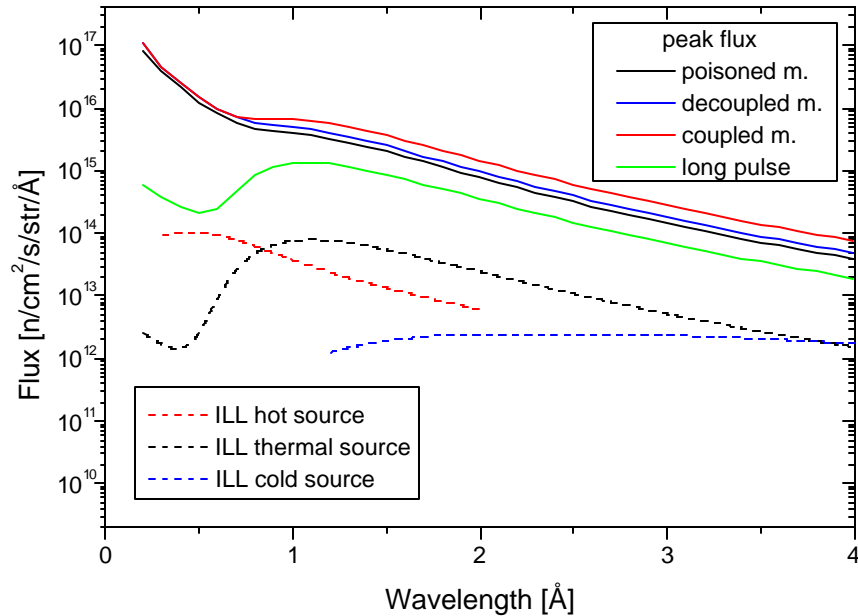 10^17
10^16
10^15
10^14
10^13
10^12
10^11
10^10
Flux [n/cm^2/s/str/Å]
peak flux
poisoned m.
decoupled m.
coupled m.
long pulse
ILL hot source
ILL thermal source
ILL cold source
0 1 2 3 4
Wavelength [Å]